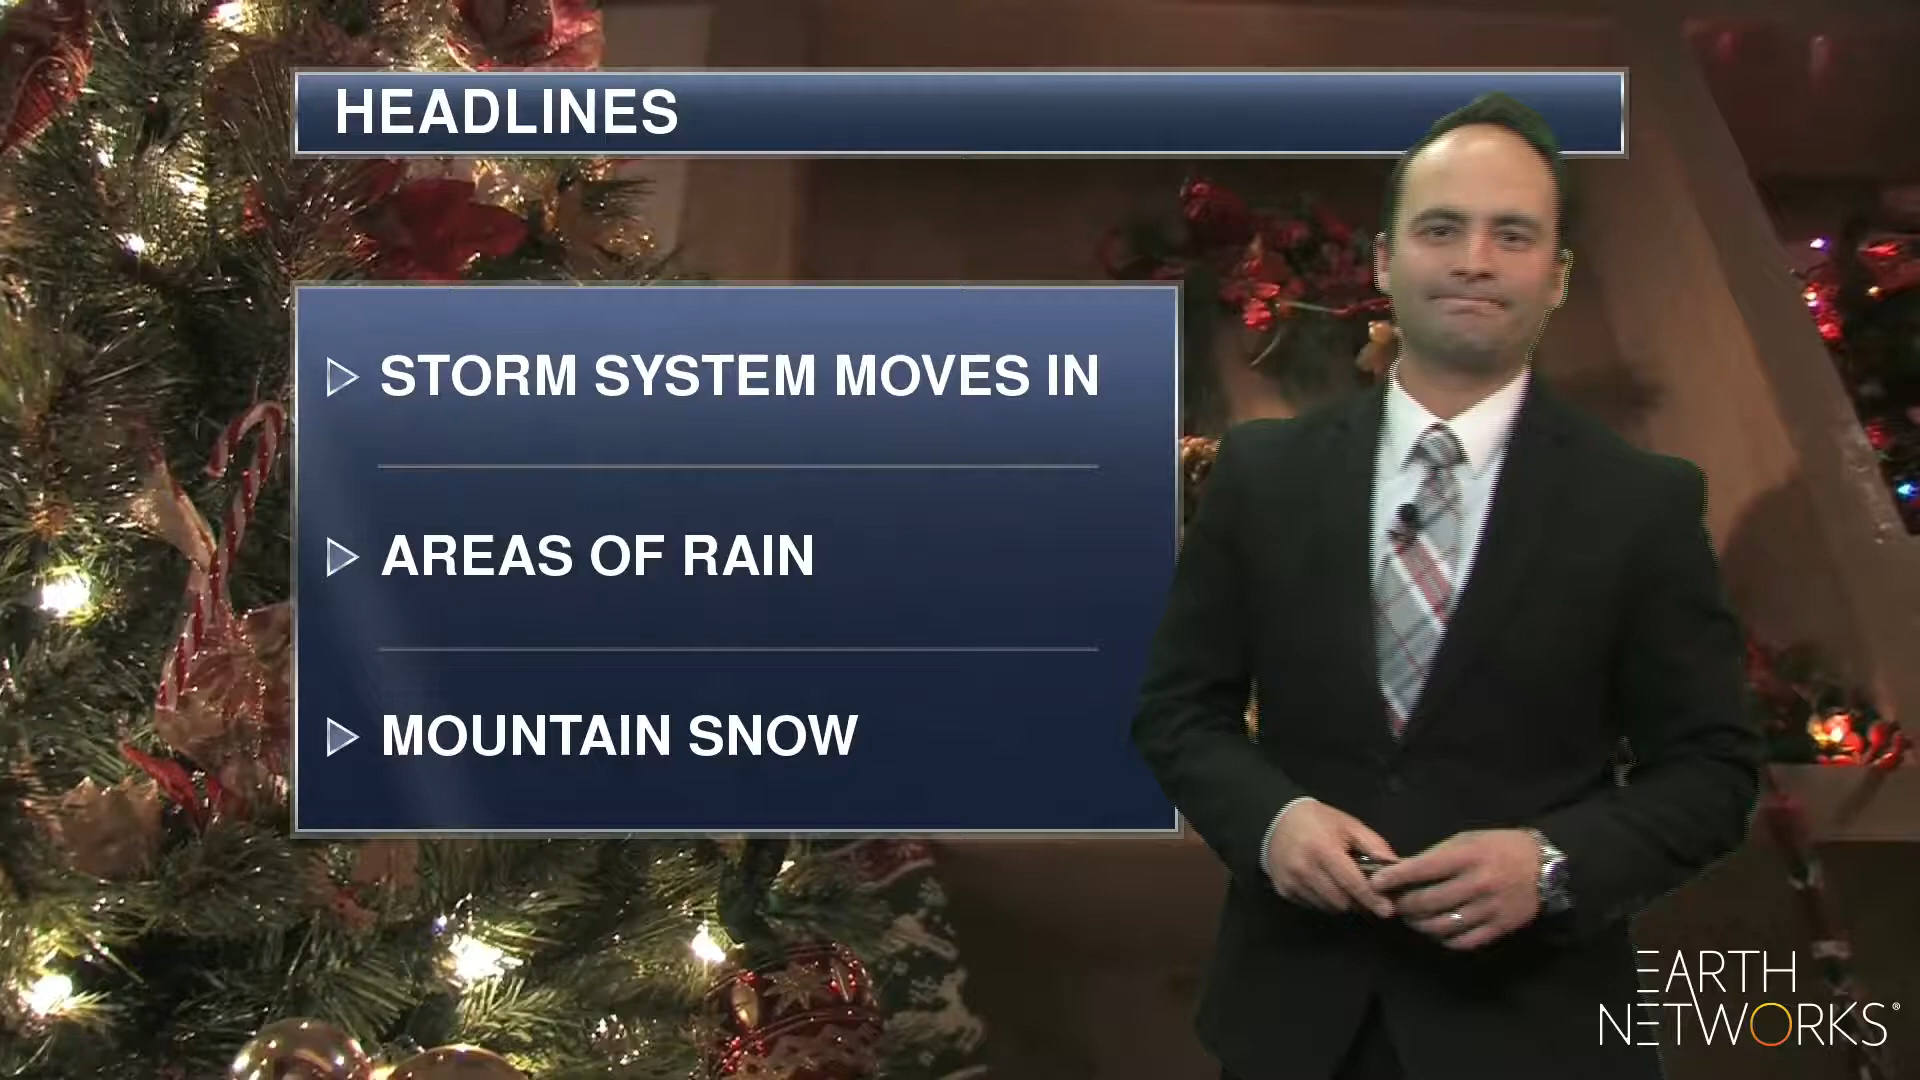 HEADLINES
STORM SYSTEM MOVES IN
AREAS OF RAIN
MOUNTAIN SNOW
EARTH
NETWORKS®